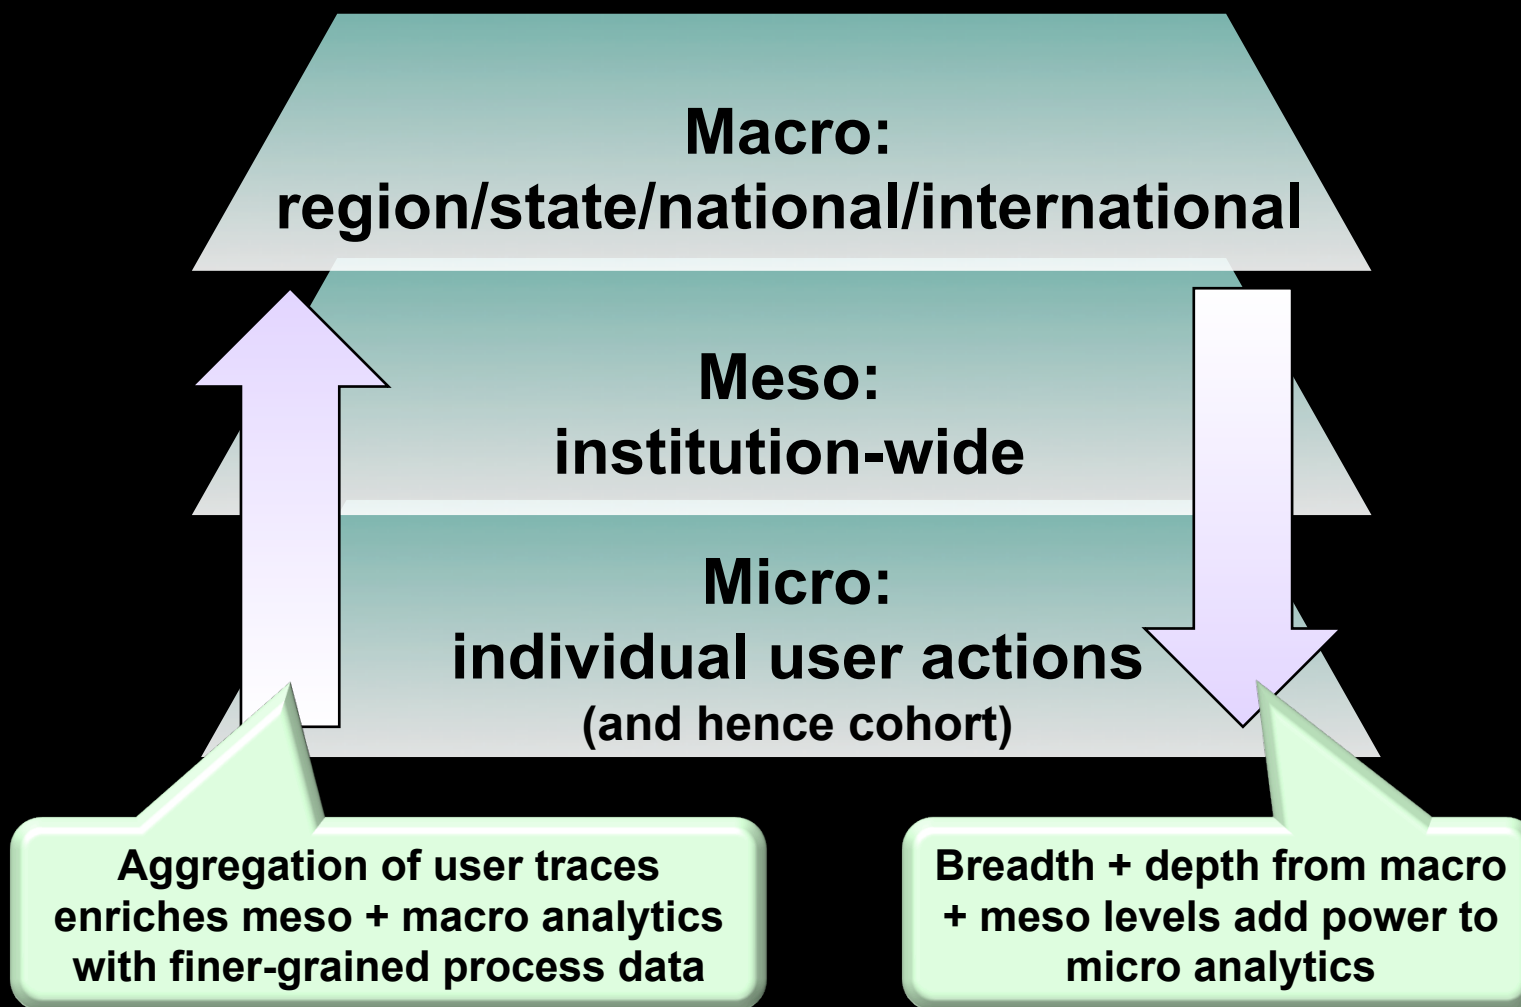 Macro:
region/state/national/international
Meso:
institution-wide
Micro:
individual user actions
(and hence cohort)
Aggregation of user traces
enriches meso + macro analytics
with finer-grained process data
Breadth + depth from macro
+ meso levels add power to
micro analytics